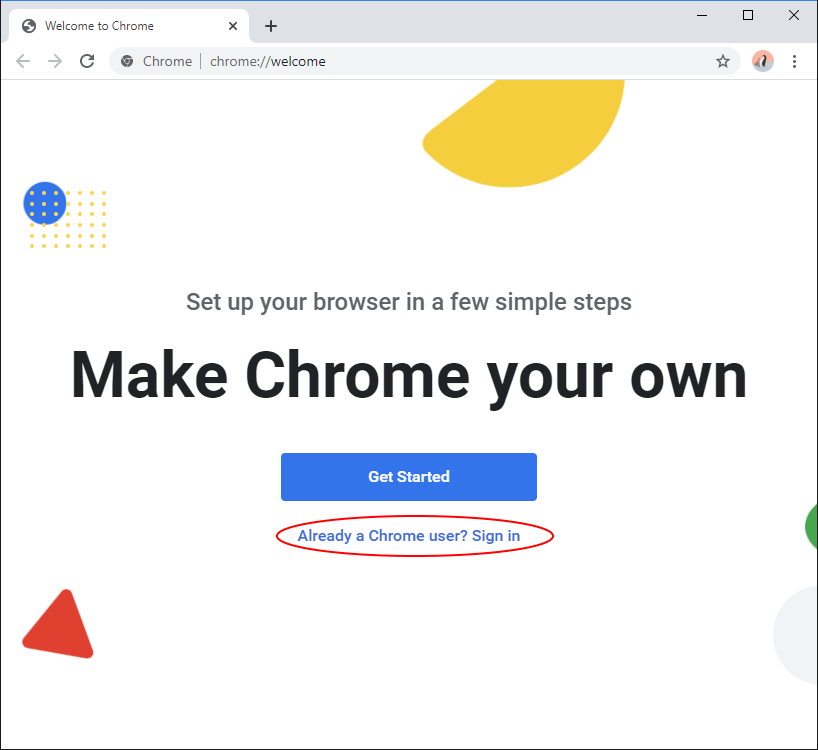 Welcome to Chrome
Chrome chrome://welcome
Set up your browser in a few simple steps
Make Chrome your own
Get Started
Already a Chrome user? Sign in